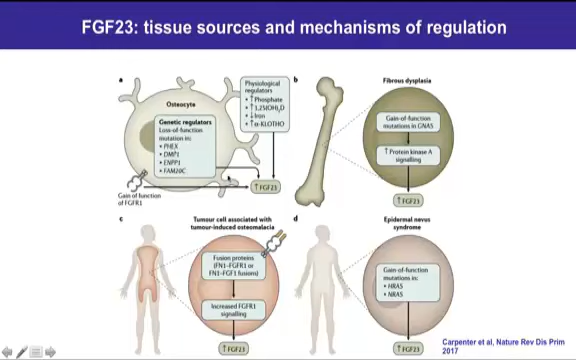 FGF23: tissue sources and mechanisms of regulation
a
Osteocyte
Genetic regulators
Loss-of-function
mutation in:
• PHEX
• DMP1
• ENPP1
• FAM20C
Gain of function
of FGFR1
Physiological
regulators
• ↑Phosphate
• ↑1,25(OH)₂D
• ↓Iron
• ↑α-KLOTHO
↑ FGF23
b
Fibrous dysplasia
Gain-of-function
mutations in GNAS
↑ Protein kinase A
signalling
↑ FGF23
c
Tumour cell associated with
tumour-induced osteomalacia
Fusion proteins
(FN1–FGFR1 or
FN1–FGF1 fusions)
Increased FGFR1
signalling
↑ FGF23
d
Epidermal nevus
syndrome
Gain-of-function
mutations in:
• HRAS
• NRAS
↑ FGF23
Carpenter et al, Nature Rev Dis Prim
2017